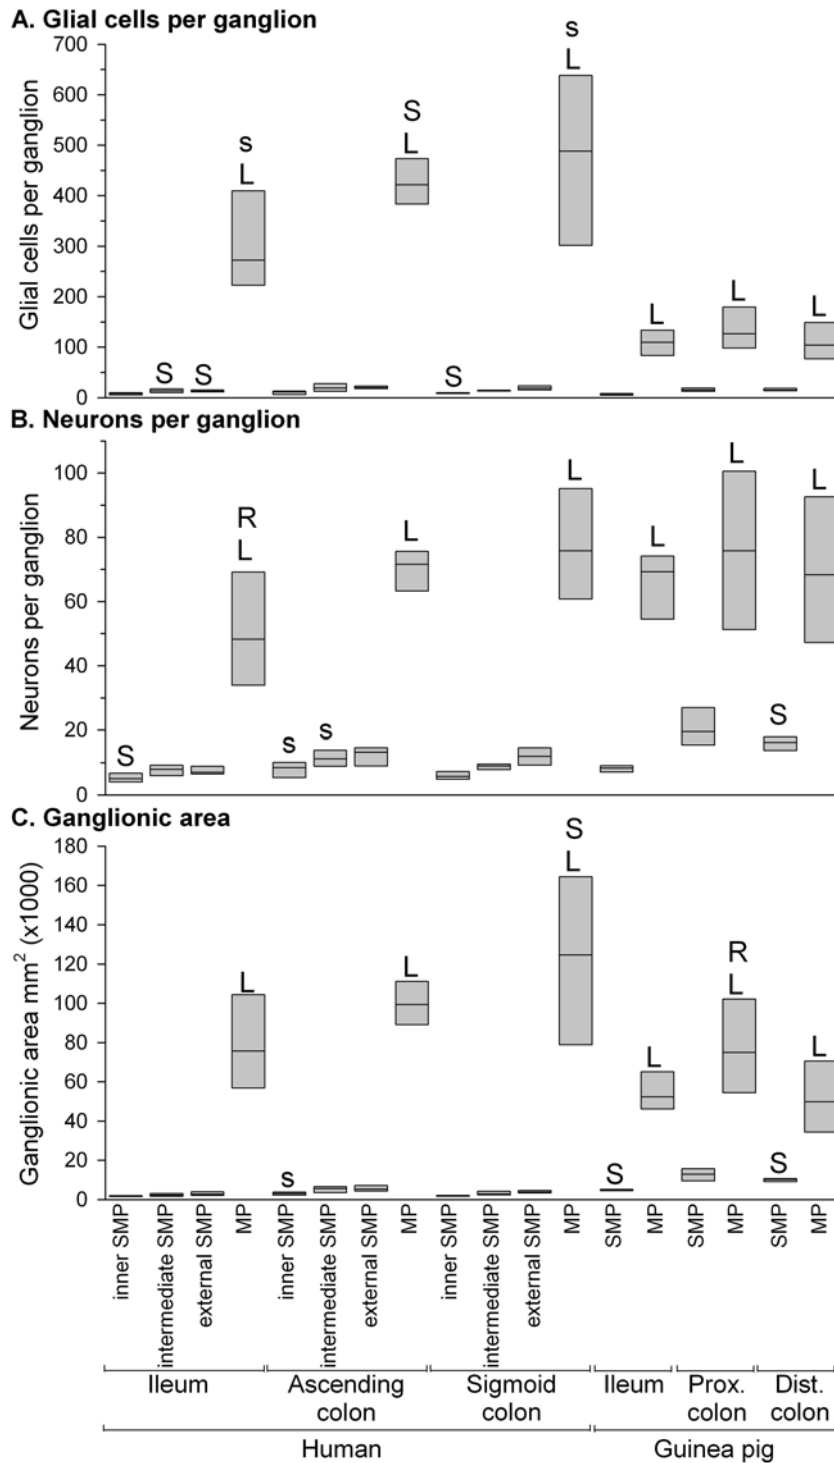 A. Glial cells per ganglion
Glial cells per ganglion
700
600
500
400
300
200
100
0
S S
s
L
S
L
S
s
L
L
L
L
B. Neurons per ganglion
Neurons per ganglion
100
80
60
40
20
0
S
R
L
s s
L
L
L
L
S
L
C. Ganglionic area
Ganglionic area mm² (x1000)
180
160
140
120
100
80
60
40
20
0
L
s
L
S
L
S
L
R
L
S
L
inner SMP
intermediate SMP
external SMP
MP
inner SMP
intermediate SMP
external SMP
MP
inner SMP
intermediate SMP
external SMP
MP
SMP
MP
SMP
MP
SMP
MP
Ileum
Ascending
colon
Sigmoid
colon
Ileum
Prox.
colon
Dist.
colon
Human
Guinea pig